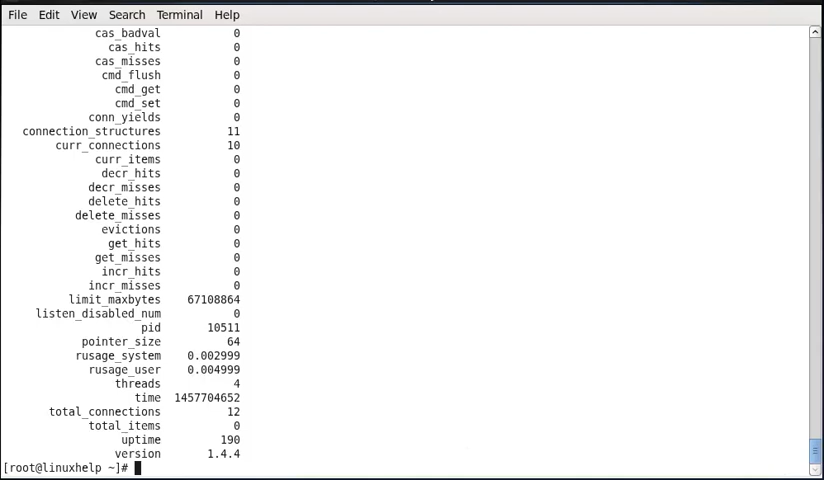 File Edit View Search Terminal Help
cas_badval 0
cas_hits 0
cas_misses 0
cmd_flush 0
cmd_get 0
cmd_set 0
conn_yields 0
connection_structures 11
curr_connections 10
curr_items 0
decr_hits 0
decr_misses 0
delete_hits 0
delete_misses 0
evictions 0
get_hits 0
get_misses 0
incr_hits 0
incr_misses 0
limit_maxbytes 67108864
listen_disabled_num 0
pid 10511
pointer_size 64
rusage_system 0.002999
rusage_user 0.004999
threads 4
time 1457704652
total_connections 12
total_items 0
uptime 190
version 1.4.4
[root@linuxhelp ~]#